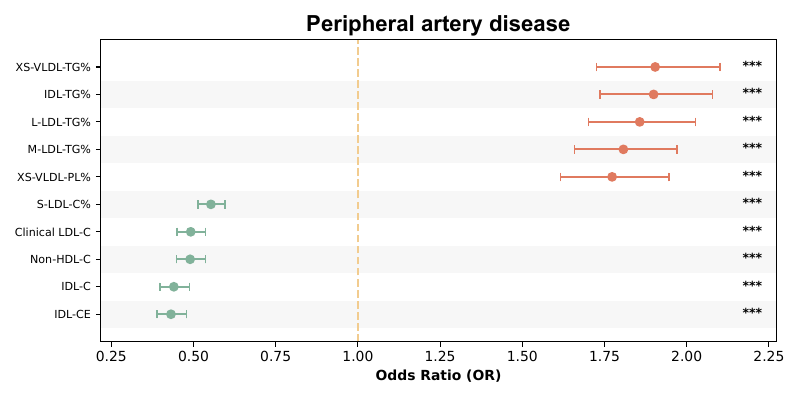 Peripheral artery disease
XS-VLDL-TG% ***
IDL-TG% ***
L-LDL-TG% ***
M-LDL-TG% ***
XS-VLDL-PL% ***
S-LDL-C% ***
Clinical LDL-C ***
Non-HDL-C ***
IDL-C ***
IDL-CE ***
0.25 0.50 0.75 1.00 1.25 1.50 1.75 2.00 2.25
Odds Ratio (OR)